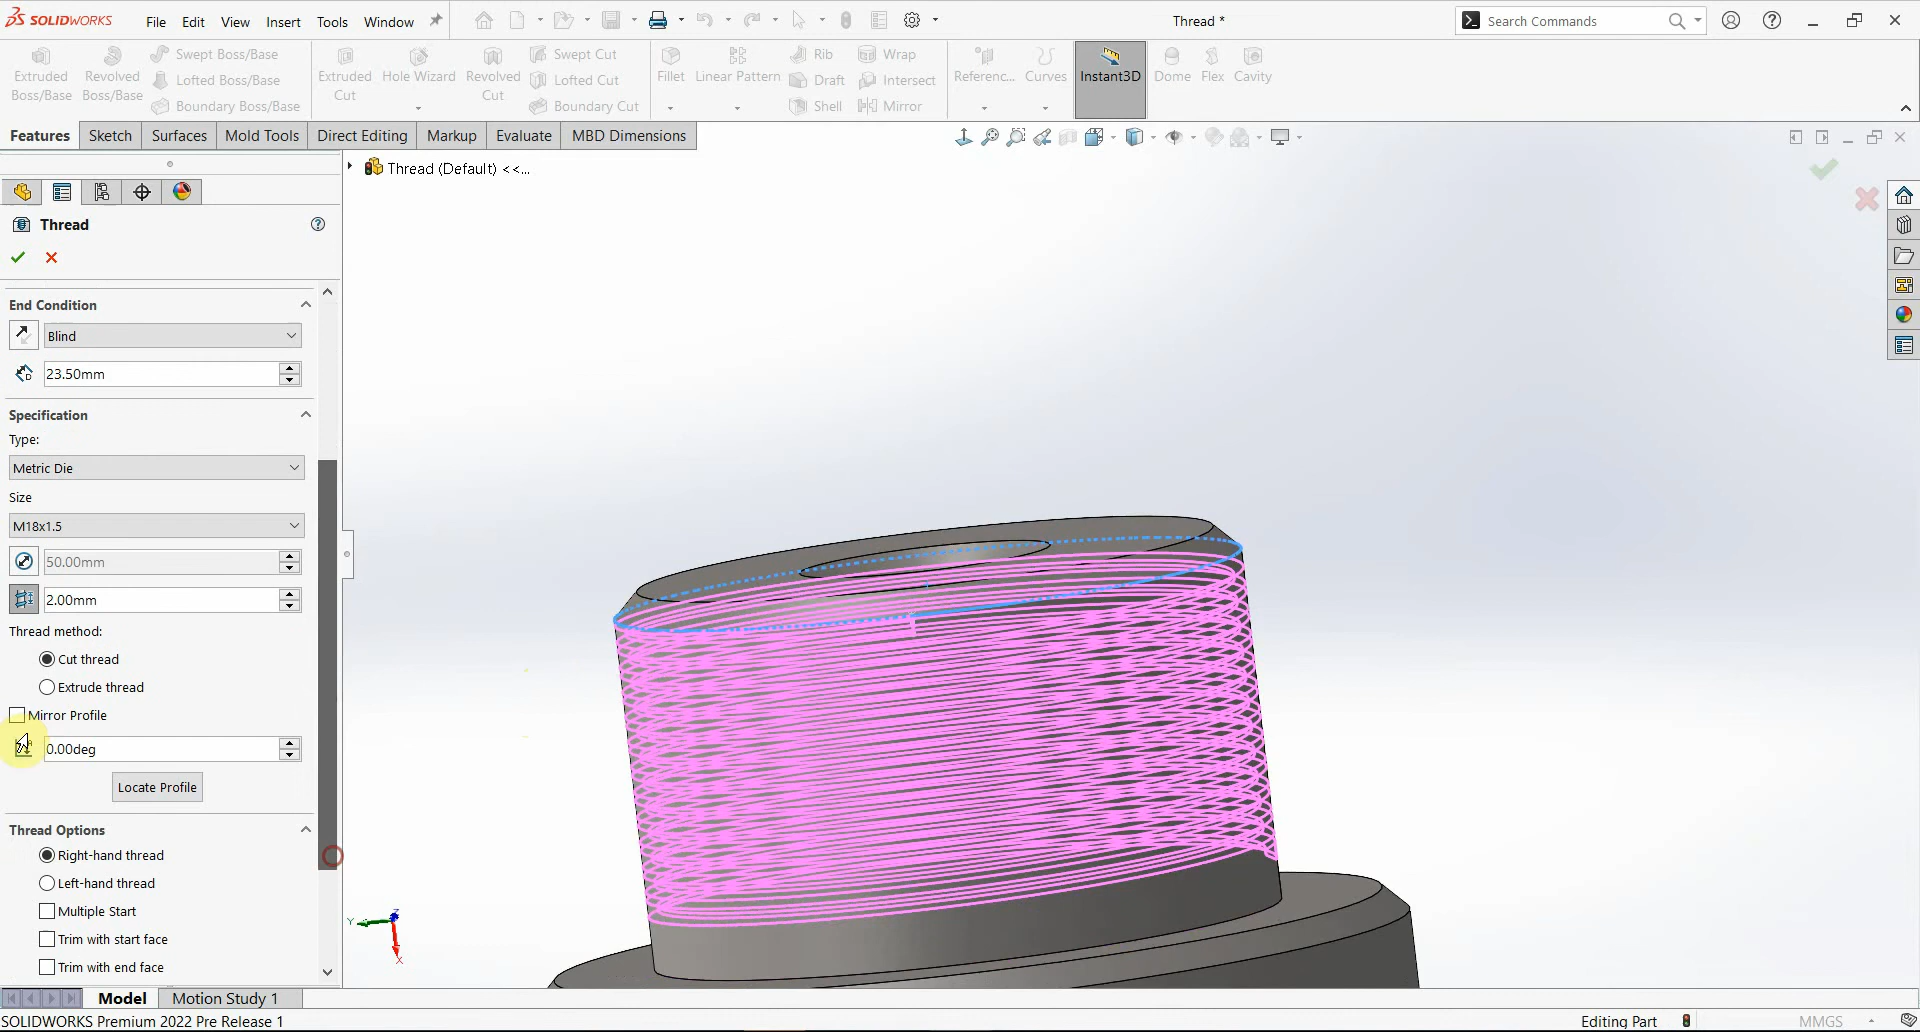 SOLIDWORKS File Edit View Insert Tools Window Thread * Search Commands
Extruded Boss/Base
Revolved Boss/Base
Swept Boss/Base
Lofted Boss/Base
Boundary Boss/Base
Extruded Cut
Hole Wizard
Revolved Cut
Swept Cut
Lofted Cut
Boundary Cut
Fillet
Linear Pattern
Rib
Draft
Shell
Wrap
Intersect
Mirror
Referenc...
Curves
Instant3D
Dome
Flex
Cavity
Features Sketch Surfaces Mold Tools Direct Editing Markup Evaluate MBD Dimensions
Thread (Default) <<...
Thread
End Condition
Blind
23.50mm
Specification
Type:
Metric Die
Size
M18x1.5
50.00mm
2.00mm
Thread method:
Cut thread
Extrude thread
Mirror Profile
0.00deg
Locate Profile
Thread Options
Right-hand thread
Left-hand thread
Multiple Start
Trim with start face
Trim with end face
Y Z
X
Model Motion Study 1
SOLIDWORKS Premium 2022 Pre Release 1 Editing Part MMGS